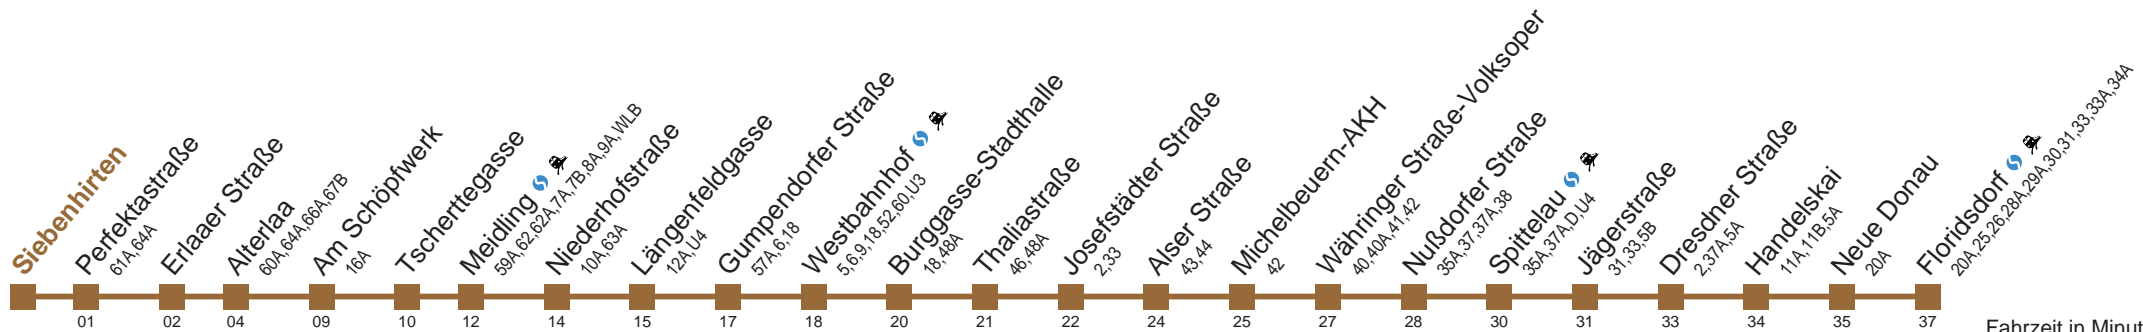 Siebenhirten
Perfektastraße
61A,64A
Erlaaer Straße
Alterlaa
60A,64A,66A,67B
Am Schöpfwerk
16A
Tscherttegasse
Meidling
59A,62,62A,7A,7B,8A,9A,WLB
Niederhofstraße
10A,63A
Längenfeldgasse
12A,U4
Gumpendorfer Straße
57A,6,18
Westbahnhof
5,6,9,18,52,60,U3
Burggasse-Stadthalle
18,48A
Thaliastraße
46,48A
Josefstädter Straße
2,33
Alser Straße
43,44
Michelbeuern-AKH
42
Währinger Straße-Volksoper
40,40A,41,42
Nußdorfer Straße
35A,37,37A,38
Spittelau
35A,37A,D,U4
Jägerstraße
31,33,5B
Dresdner Straße
2,37A,5A
Handelskai
11A,11B,5A
Neue Donau
20A
Floridsdorf
20A,25,26,28A,29A,30,31,33,33A,34A
01 02 04 09 10 12 14 15 17 18 20 21 22 24 25 27 28 30 31 33 34 35 37
Fahrzeit in Minut